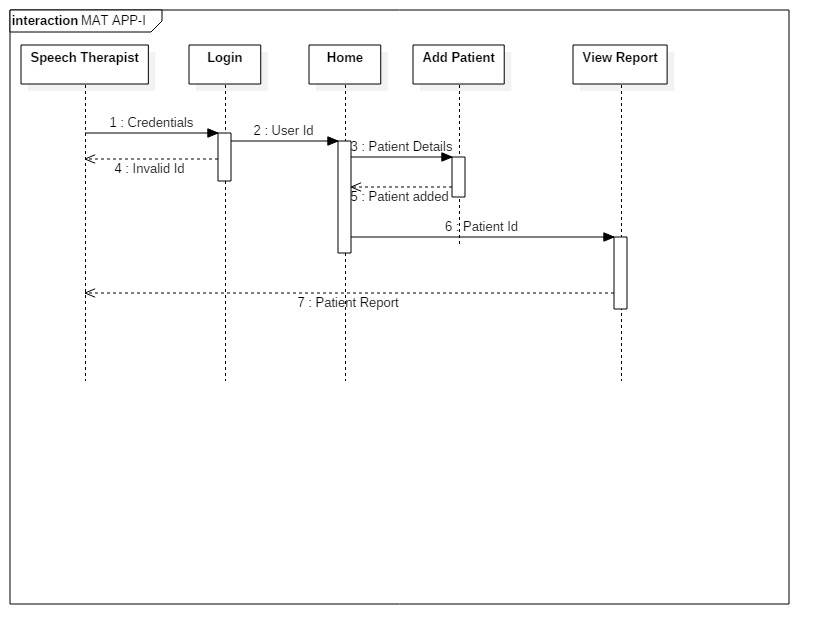 interaction MAT APP-I
Speech Therapist
Login
Home
Add Patient
View Report
1 : Credentials
2 : User Id
3 : Patient Details
4 : Invalid Id
5 : Patient added
6 : Patient Id
7 : Patient Report